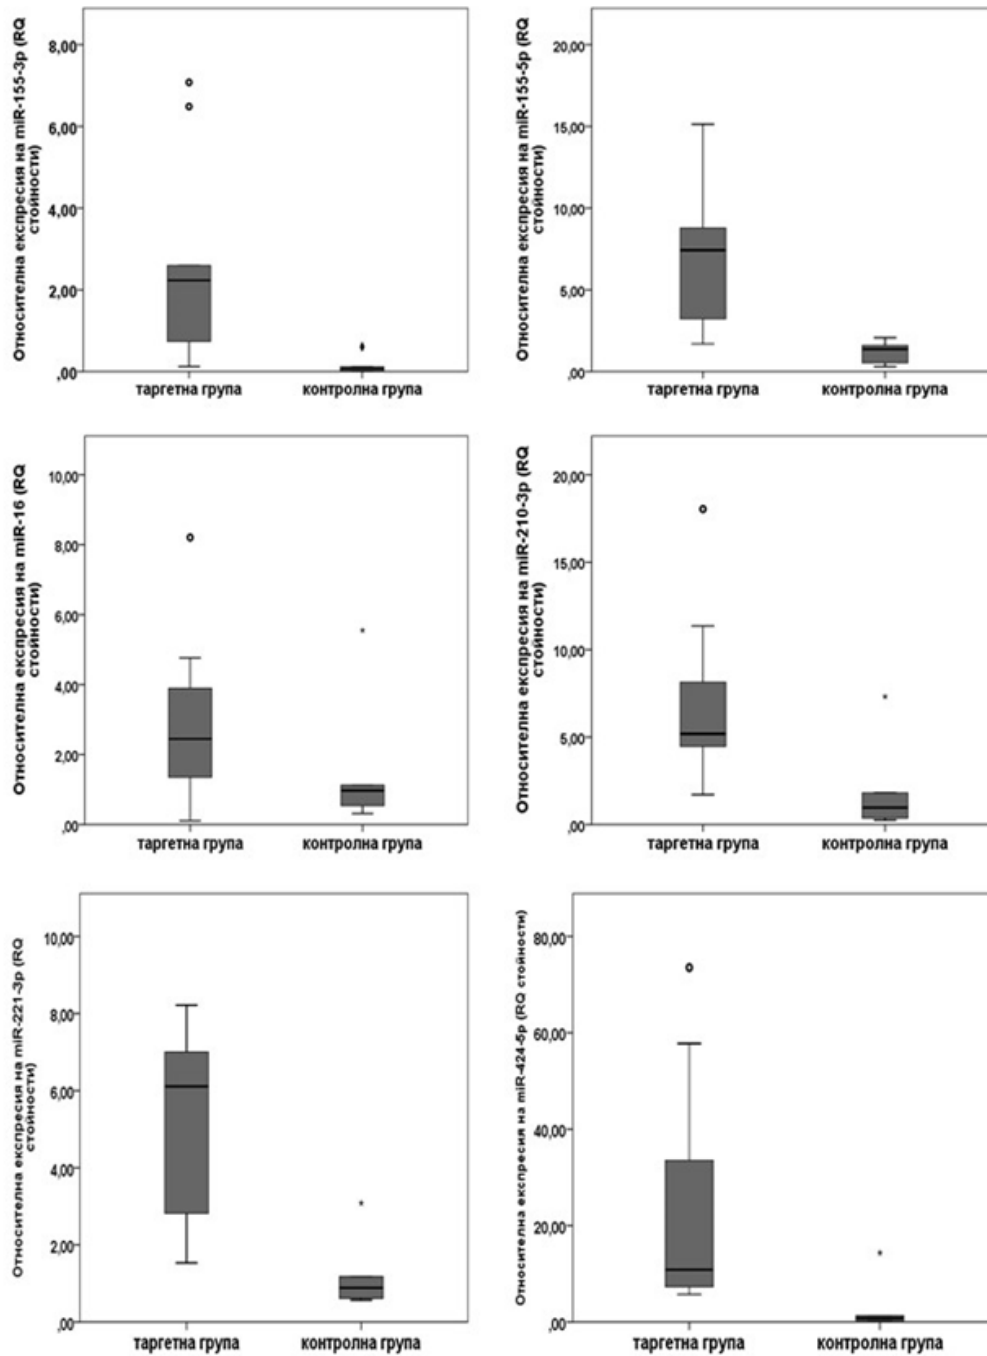 Относителна експресия на miR-155-3p (RQ
стойности)
8,00
6,00
4,00
2,00
,00
таргетна група
контролна група
Относителна експресия на miR-155-5p (RQ
стойности)
20,00
15,00
10,00
5,00
,00
таргетна група
контролна група
Относителна експресия на miR-16 (RQ
стойности)
10,00
8,00
6,00
4,00
2,00
,00
таргетна група
контролна група
Относителна експресия на miR-210-3p (RQ
стойности)
20,00
15,00
10,00
5,00
,00
таргетна група
контролна група
Относителна експресия на miR-221-3p (RQ
стойности)
10,00
8,00
6,00
4,00
2,00
,00
таргетна група
контролна група
Относителна експресия на miR-424-5p (RQ стойности)
80,00
60,00
40,00
20,00
,00
таргетна група
контролна група